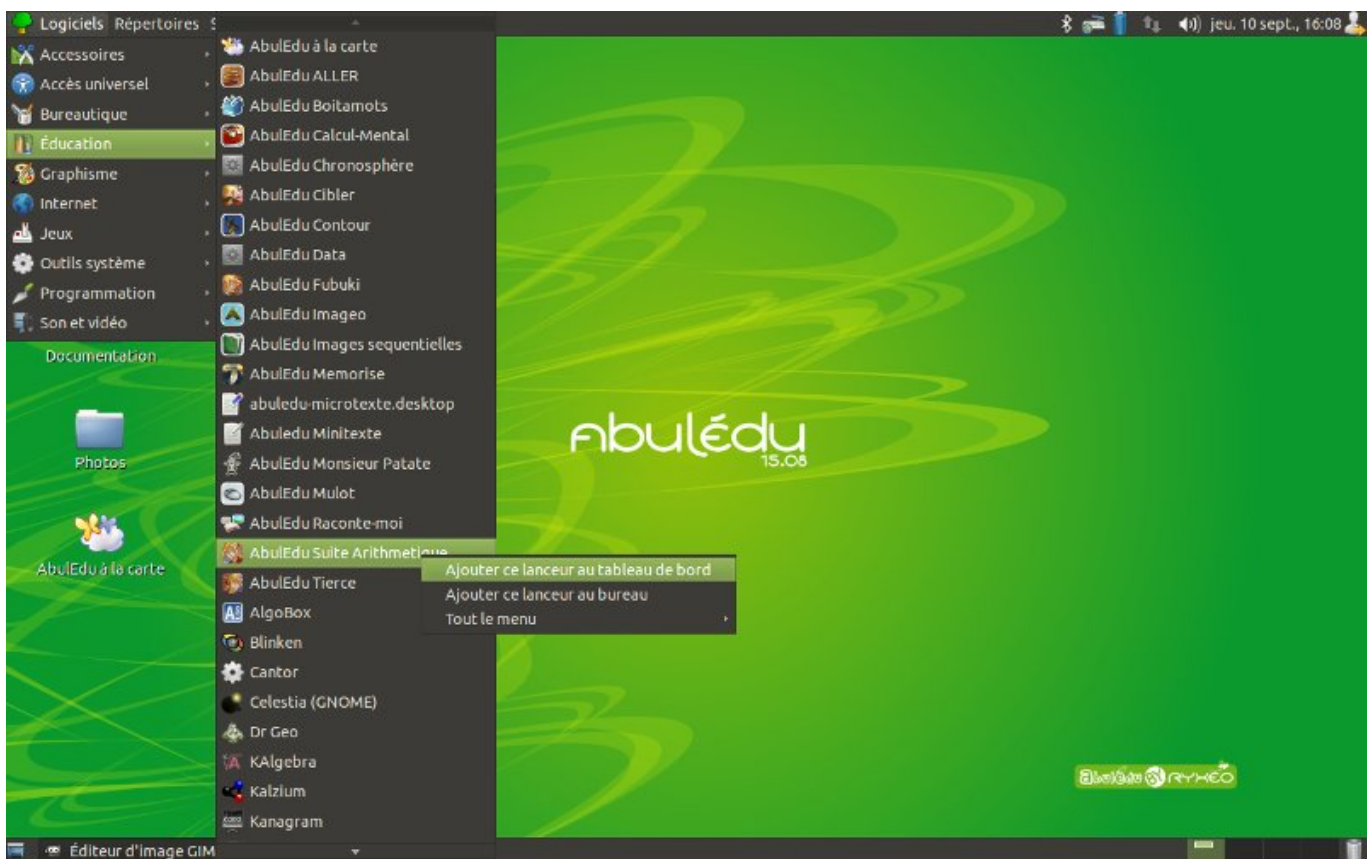 Logiciels Répertoires S
jeu. 10 sept., 16:08
Accessoires
Accès universel
Bureautique
Éducation
Graphisme
Internet
Jeux
Outils système
Programmation
Son et vidéo
AbulEdu à la carte
AbulEdu ALLER
AbulEdu Boitamots
AbulEdu Calcul-Mental
AbulEdu Chronosphère
AbulEdu Cibler
AbulEdu Contour
AbulEdu Data
AbulEdu Fubuki
AbulEdu Imageo
AbulEdu Images sequentielles
AbulEdu Memorise
abuledu-microtexte.desktop
Abuledu Minitexte
AbulEdu Monsieur Patate
AbulEdu Mulot
AbulEdu Raconte-moi
AbulEdu Suite Arithmetique
AbulEdu Tierce
AlgoBox
Blinken
Cantor
Celestia (GNOME)
Dr Geo
KAlgebra
Kalzium
Kanagram
Ajouter ce lanceur au tableau de bord
Ajouter ce lanceur au bureau
Tout le menu
Documentation
Photos
AbulEdu à la carte
abulédu
15.08
abulédu RYXÉO
Éditeur d'image GIM